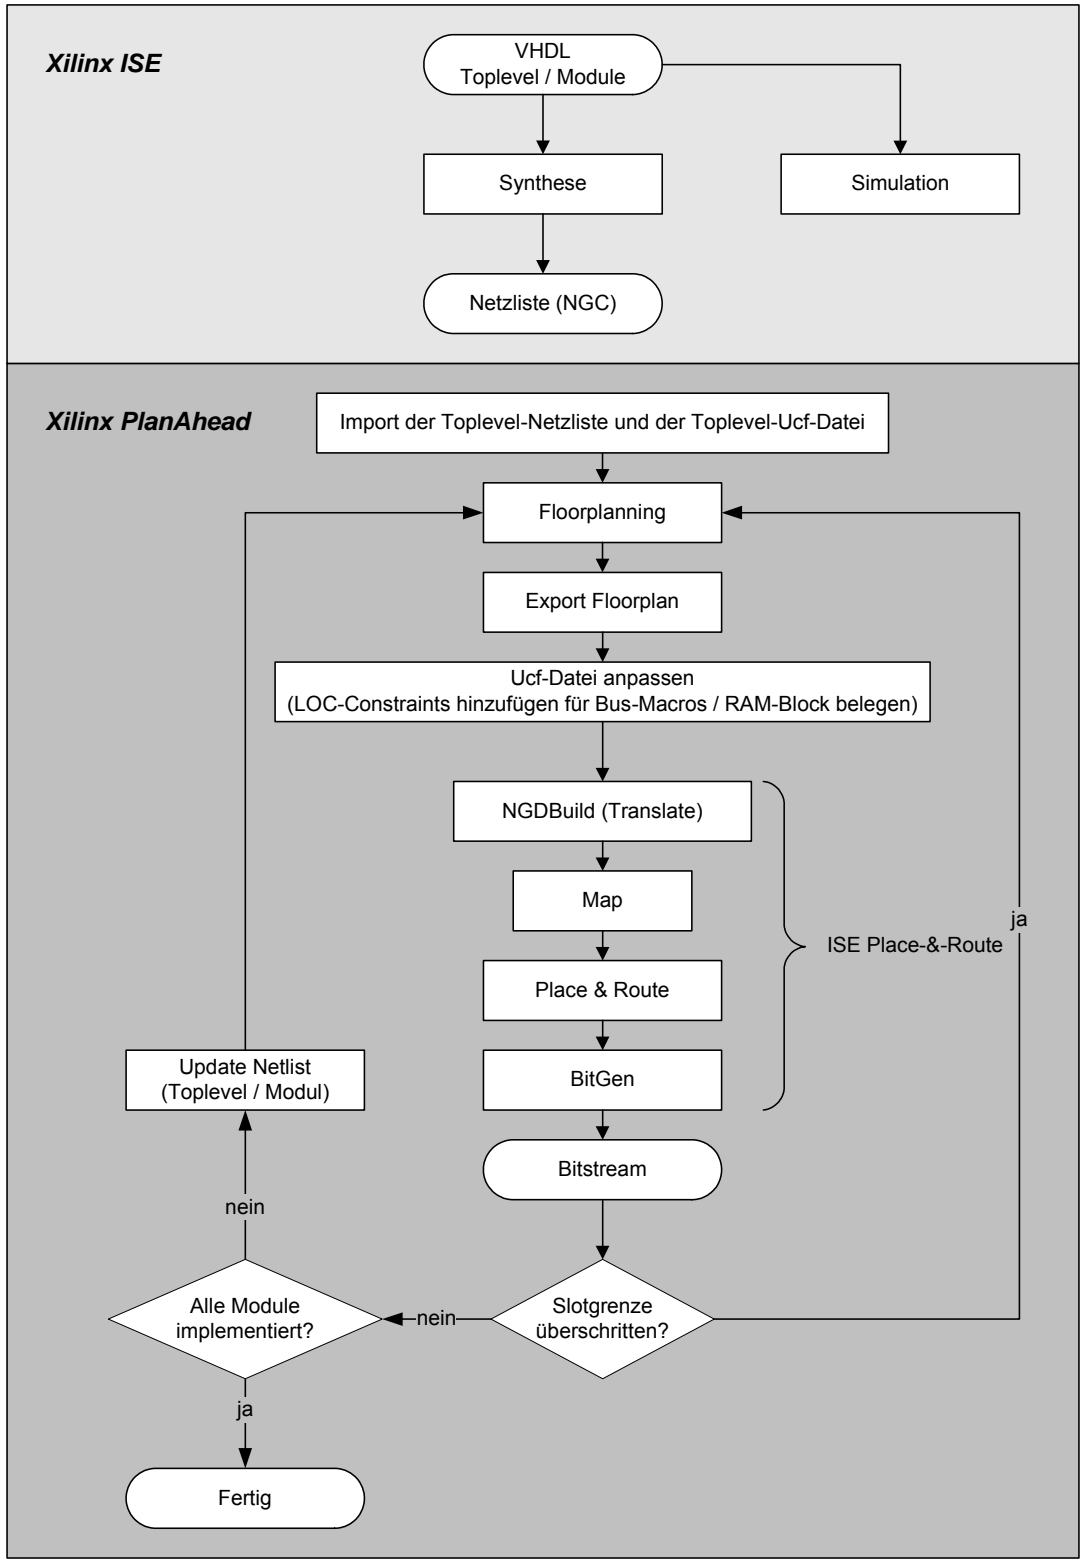 Xilinx ISE
VHDL
Toplevel / Module
Synthese
Simulation
Netzliste (NGC)
Xilinx PlanAhead
Import der Toplevel-Netzliste und der Toplevel-Ucf-Datei
Floorplanning
Export Floorplan
Ucf-Datei anpassen
(LOC-Constraints hinzufügen für Bus-Macros / RAM-Block belegen)
NGDBuild (Translate)
Map
ja
ISE Place-&-Route
Place & Route
Update Netlist
(Toplevel / Modul)
BitGen
Bitstream
nein
Alle Module
implementiert?
nein
Slotgrenze
überschritten?
ja
Fertig